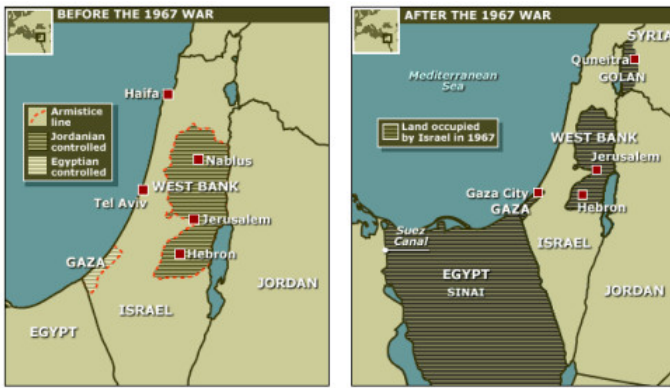 BEFORE THE 1967 WAR
Haifa
Armistice
line
Jordanian
controlled
Egyptian
controlled
Nablus
WEST BANK
Tel Aviv
Jerusalem
Hebron
GAZA
JORDAN
ISRAEL
EGYPT
AFTER THE 1967 WAR
SYRIA
Quneitra
GOLAN
Mediterranean
Sea
Land occupied
by Israel in 1967
WEST BANK
Jerusalem
Gaza City
GAZA
Hebron
Suez
Canal
ISRAEL
EGYPT
SINAI
JORDAN